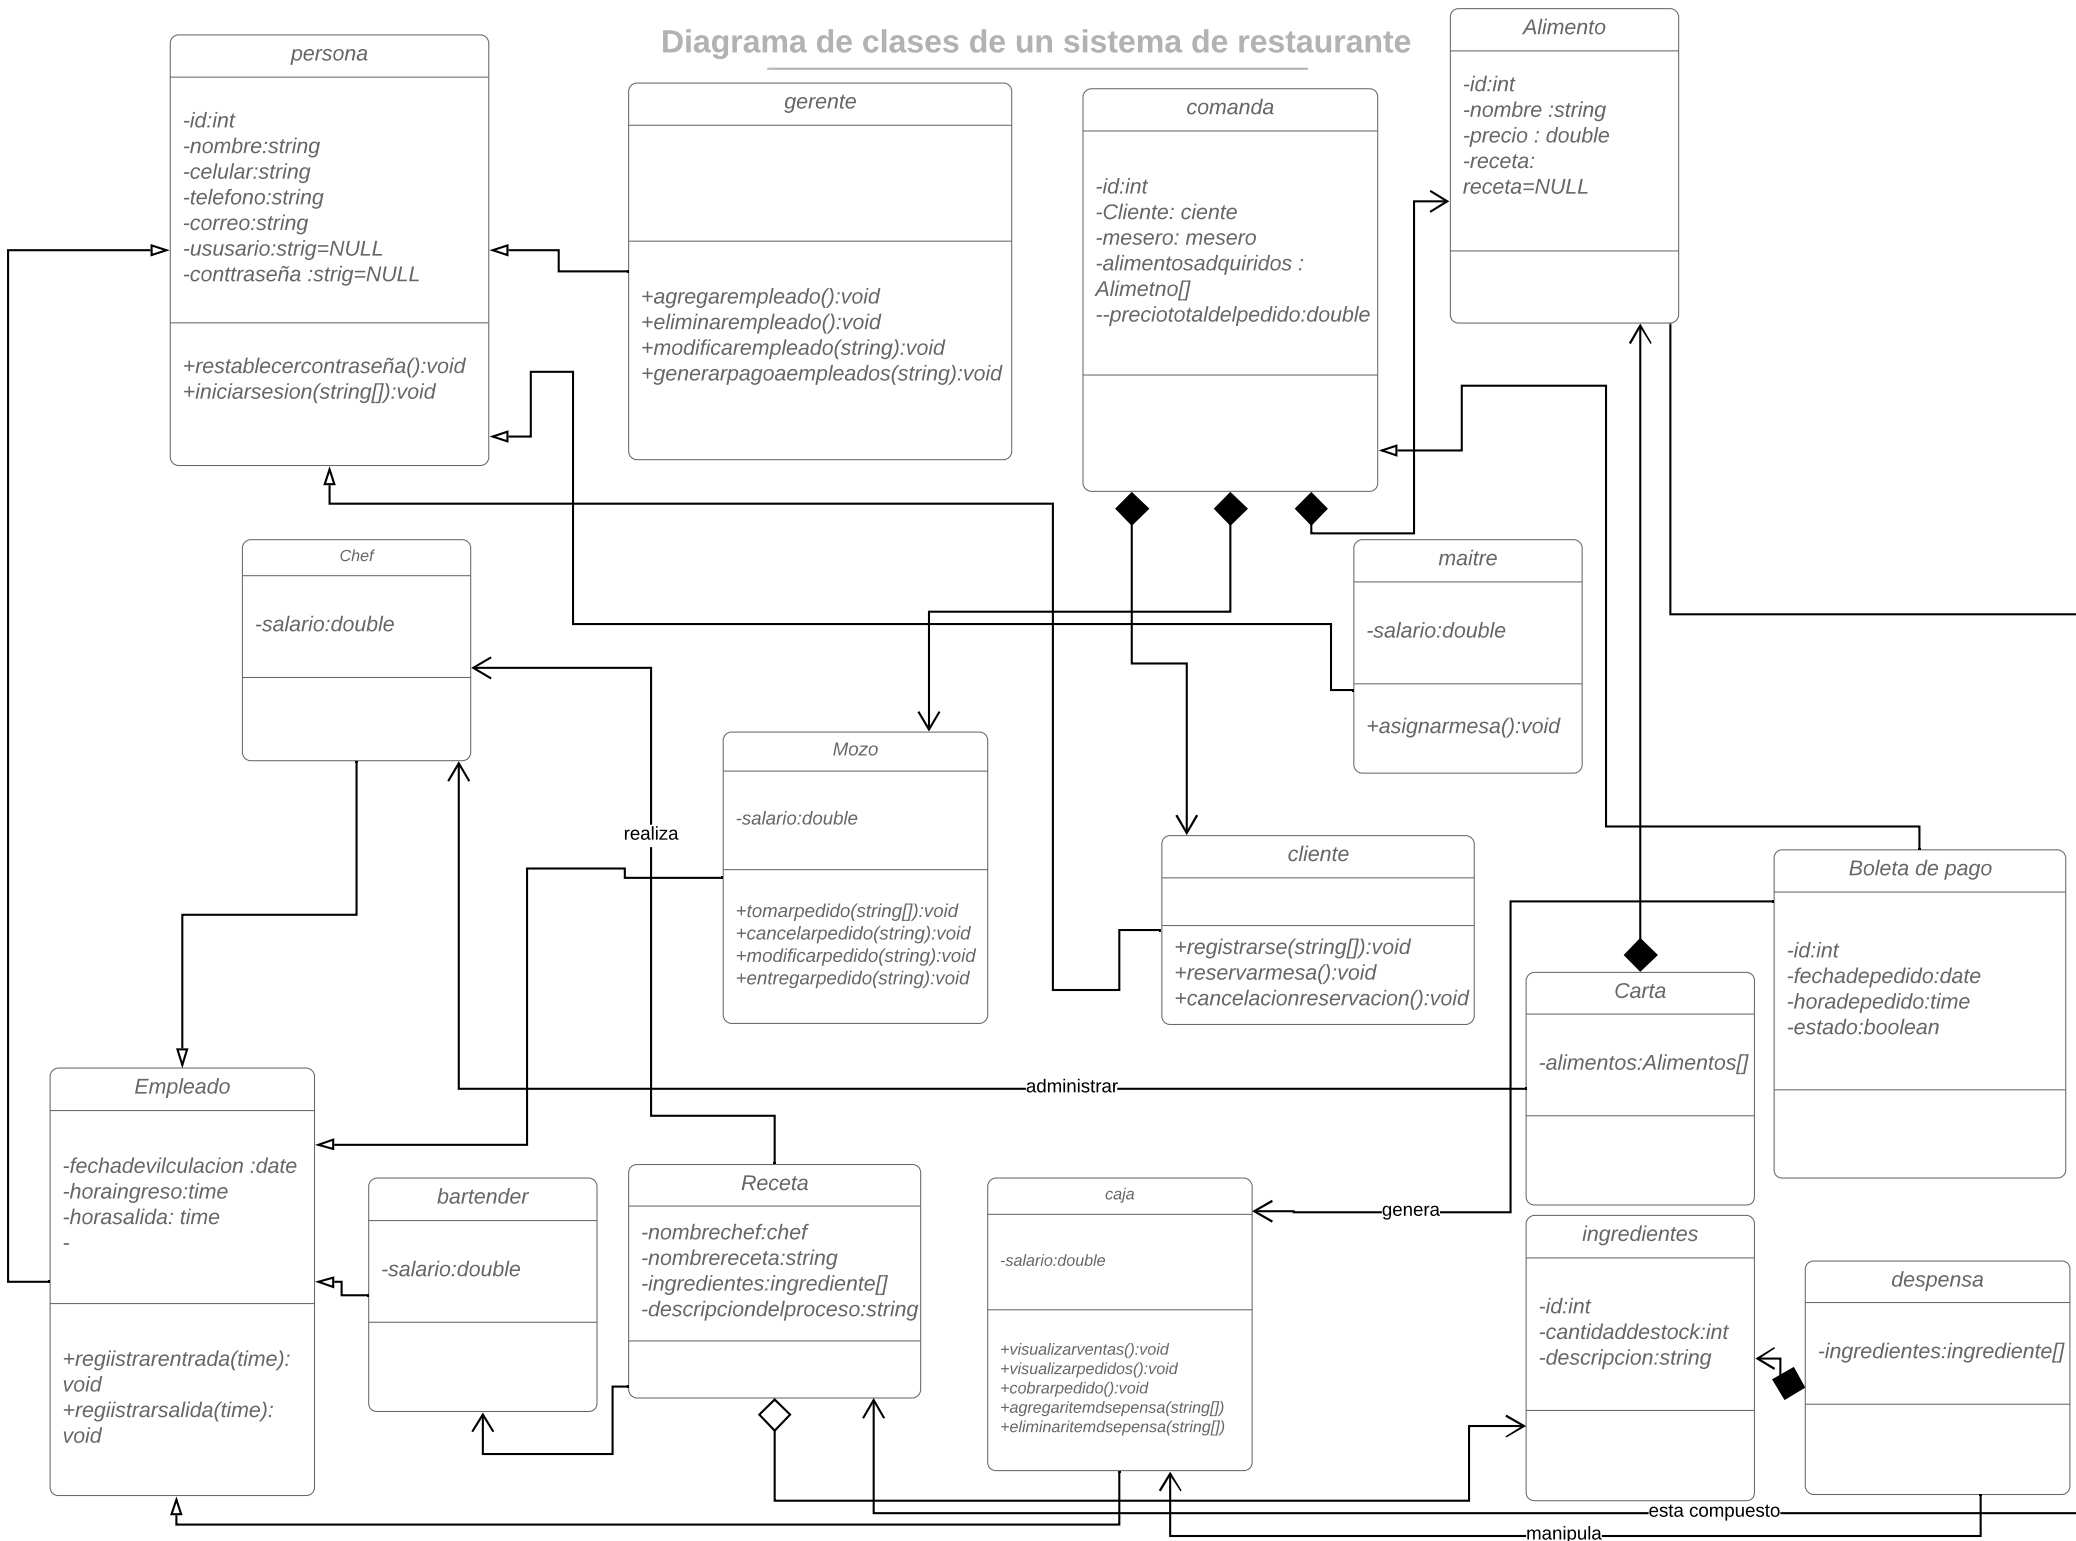 Diagrama de clases de un sistema de restaurante
persona
-id:int
-nombre:string
-celular:string
-telefono:string
-correo:string
-ususario:strig=NULL
-conttraseña :strig=NULL
+restablecercontraseña():void
+iniciarsesion(string[]):void
gerente
+agregarempleado():void
+eliminarempleado():void
+modificarempleado(string):void
+generarpagoaempleados(string):void
comanda
-id:int
-Cliente: ciente
-mesero: mesero
-alimentosadquiridos :
Alimetno[]
--preciototaldelpedido:double
Alimento
-id:int
-nombre :string
-precio : double
-receta:
receta=NULL
Chef
-salario:double
maitre
-salario:double
+asignarmesa():void
realiza
Mozo
-salario:double
+tomarpedido(string[]):void
+cancelarpedido(string):void
+modificarpedido(string):void
+entregarpedido(string):void
cliente
+registrarse(string[]):void
+reservarmesa():void
+cancelacionreservacion():void
Boleta de pago
-id:int
-fechadepedido:date
-horadepedido:time
-estado:boolean
Carta
-alimentos:Alimentos[]
administrar
Empleado
-fechadevilculacion :date
-horaingreso:time
-horasalida: time
-
+regiistrarentrada(time):
void
+regiistrarsalida(time):
void
bartender
-salario:double
Receta
-nombrechef:chef
-nombrereceta:string
-ingredientes:ingrediente[]
-descripciondelproceso:string
caja
-salario:double
+visualizarventas():void
+visualizarpedidos():void
+cobrarpedido():void
+agregaritemdsepensa(string[])
+eliminaritemdsepensa(string[])
genera
ingredientes
-id:int
-cantidaddestock:int
-descripcion:string
despensa
-ingredientes:ingrediente[]
esta compuesto
manipula